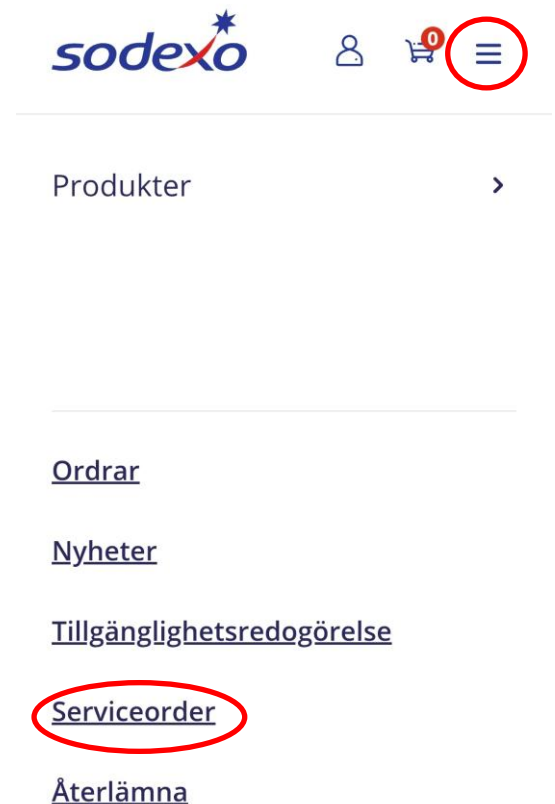 sodexo
0
Produkter
Ordrar
Nyheter
Tillgänglighetsredogörelse
Serviceorder
Återlämna